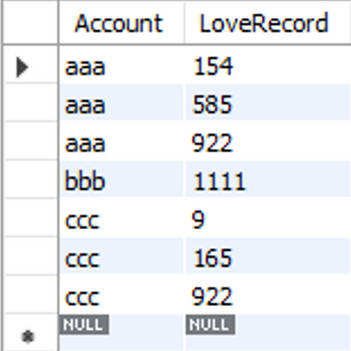 Account LoveRecord
aaa 154
aaa 585
aaa 922
bbb 1111
ccc 9
ccc 165
ccc 922
NULL NULL